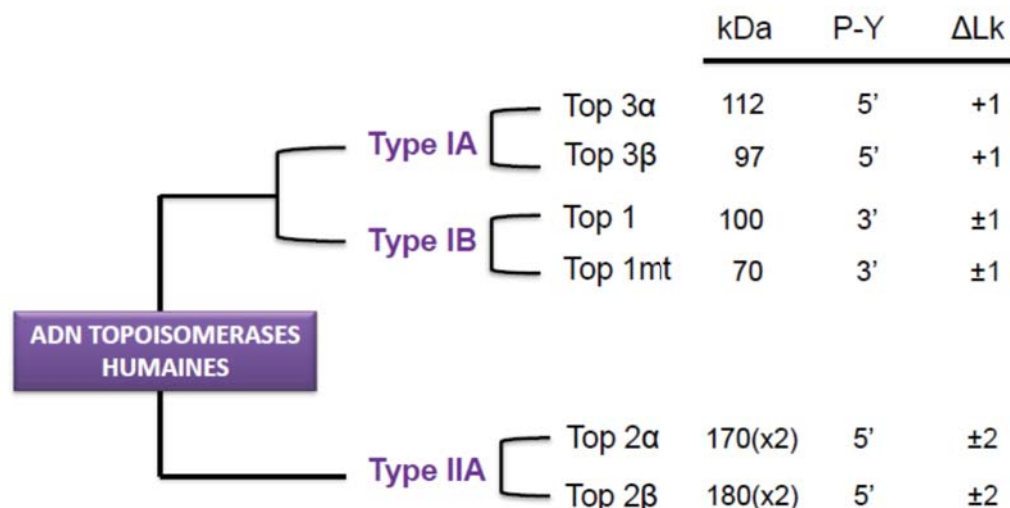 kDa P-Y ΔLk
Type IA
Top 3α 112 5' +1
Top 3β 97 5' +1
Type IB
Top 1 100 3' ±1
Top 1mt 70 3' ±1
ADN TOPOISOMERASES
HUMAINES
Type IIA
Top 2α 170(x2) 5' ±2
Top 2β 180(x2) 5' ±2